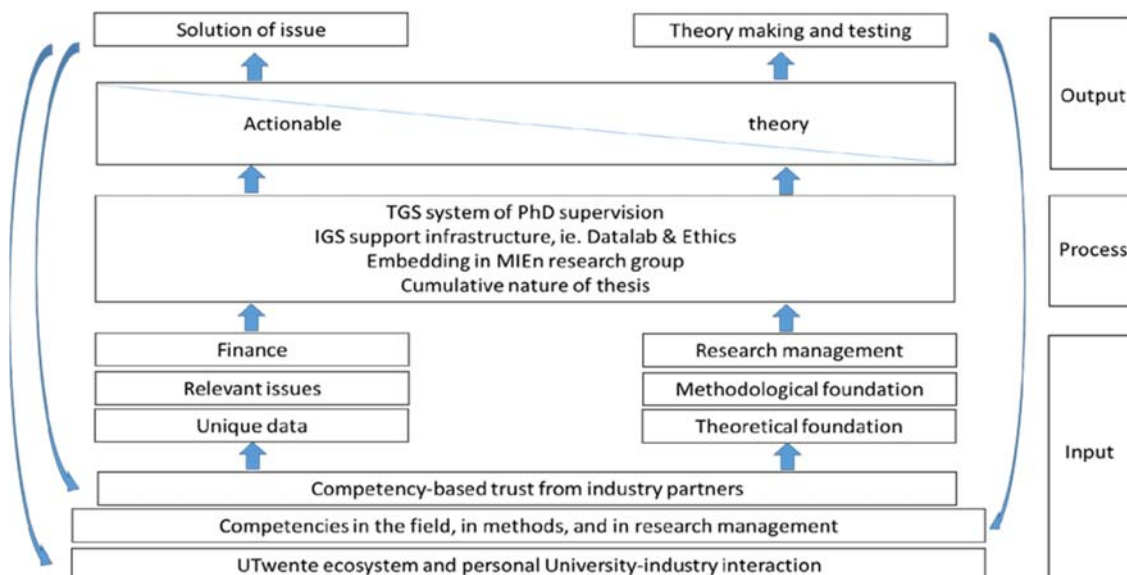 Solution of issue
Theory making and testing
Output
Actionable
theory
TGS system of PhD supervision
IGS support infrastructure, ie. Datalab & Ethics
Embedding in MIEn research group
Cumulative nature of thesis
Process
Finance
Research management
Relevant issues
Methodological foundation
Unique data
Theoretical foundation
Input
Competency-based trust from industry partners
Competencies in the field, in methods, and in research management
UTwente ecosystem and personal University-industry interaction